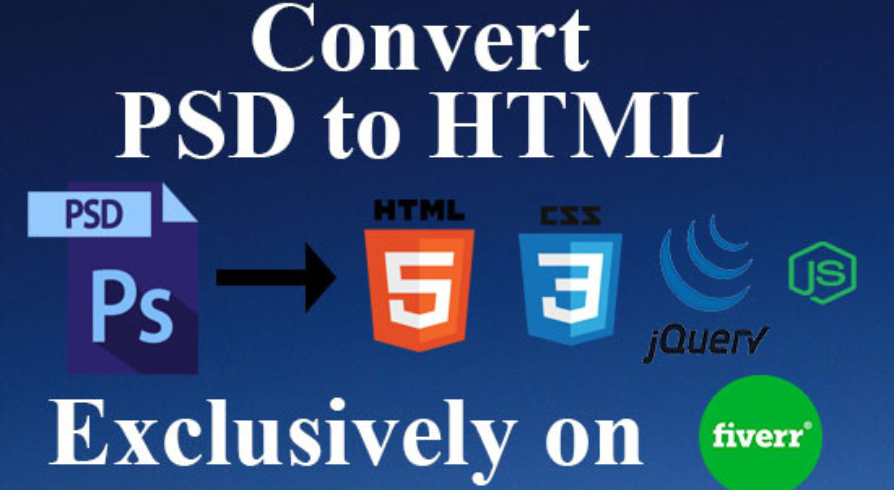 Convert
PSD to HTML
PSD
Ps
HTML
5
CSS
3
jQuery
JS
Exclusively on
fiverr®